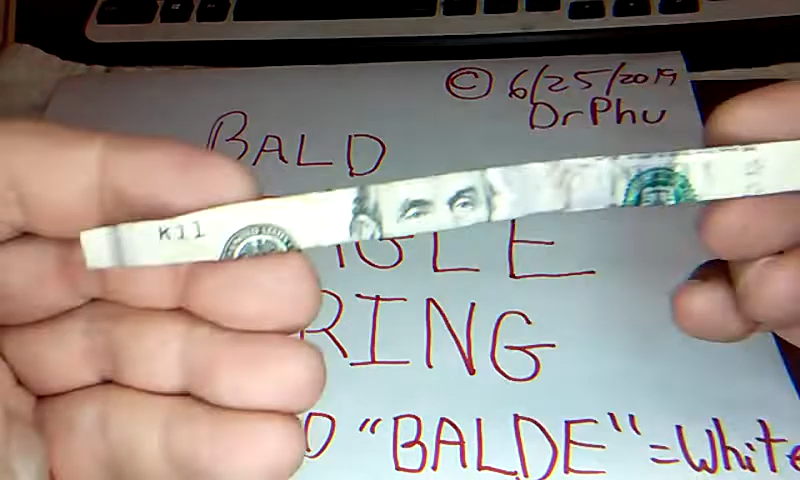 © 6/25/2019
DrPhu
BALD
K11
GLE
RING
"BALDE"=White